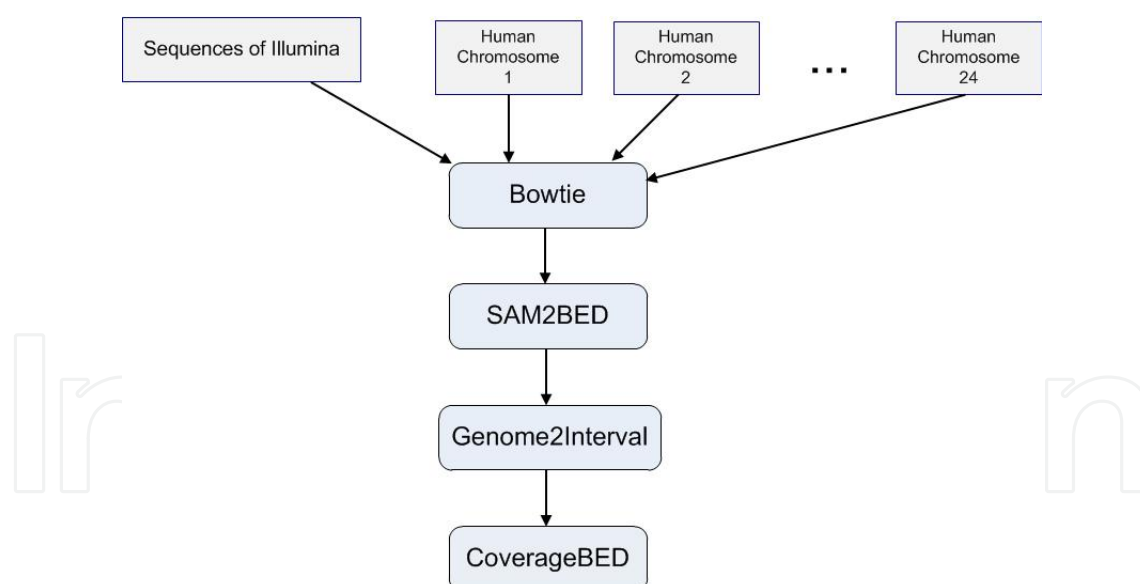 Sequences of Illumina
Human
Chromosome
1
Human
Chromosome
2
...
Human
Chromosome
24
Bowtie
SAM2BED
Genome2Interval
CoverageBED